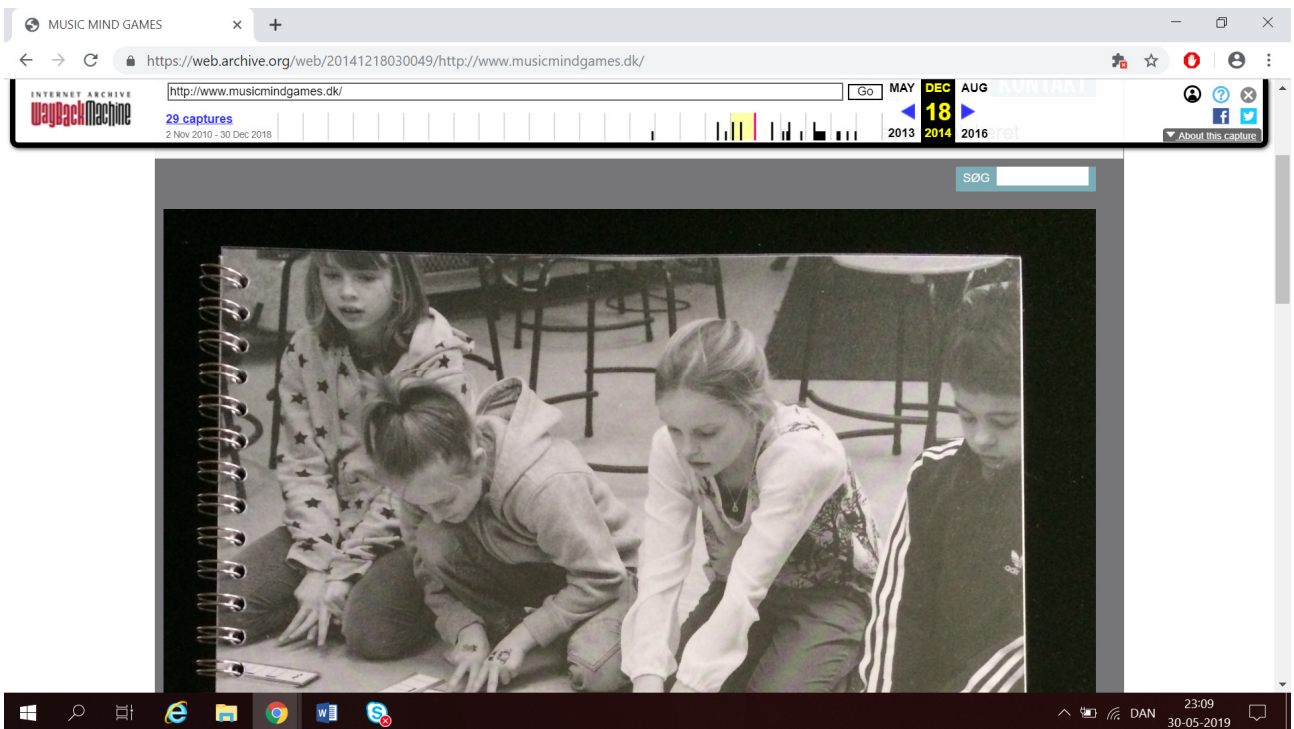 MUSIC MIND GAMES
https://web.archive.org/web/20141218030049/http://www.musicmindgames.dk/
INTERNET ARCHIVE
WayBackMachine
http://www.musicmindgames.dk/
Go
MAY DEC AUG
KONTAKT
29 captures
18
2 Nov 2010 - 30 Dec 2018
2013 2014 2016
About this capture
SØG
adidas
DAN
23:09
30-05-2019